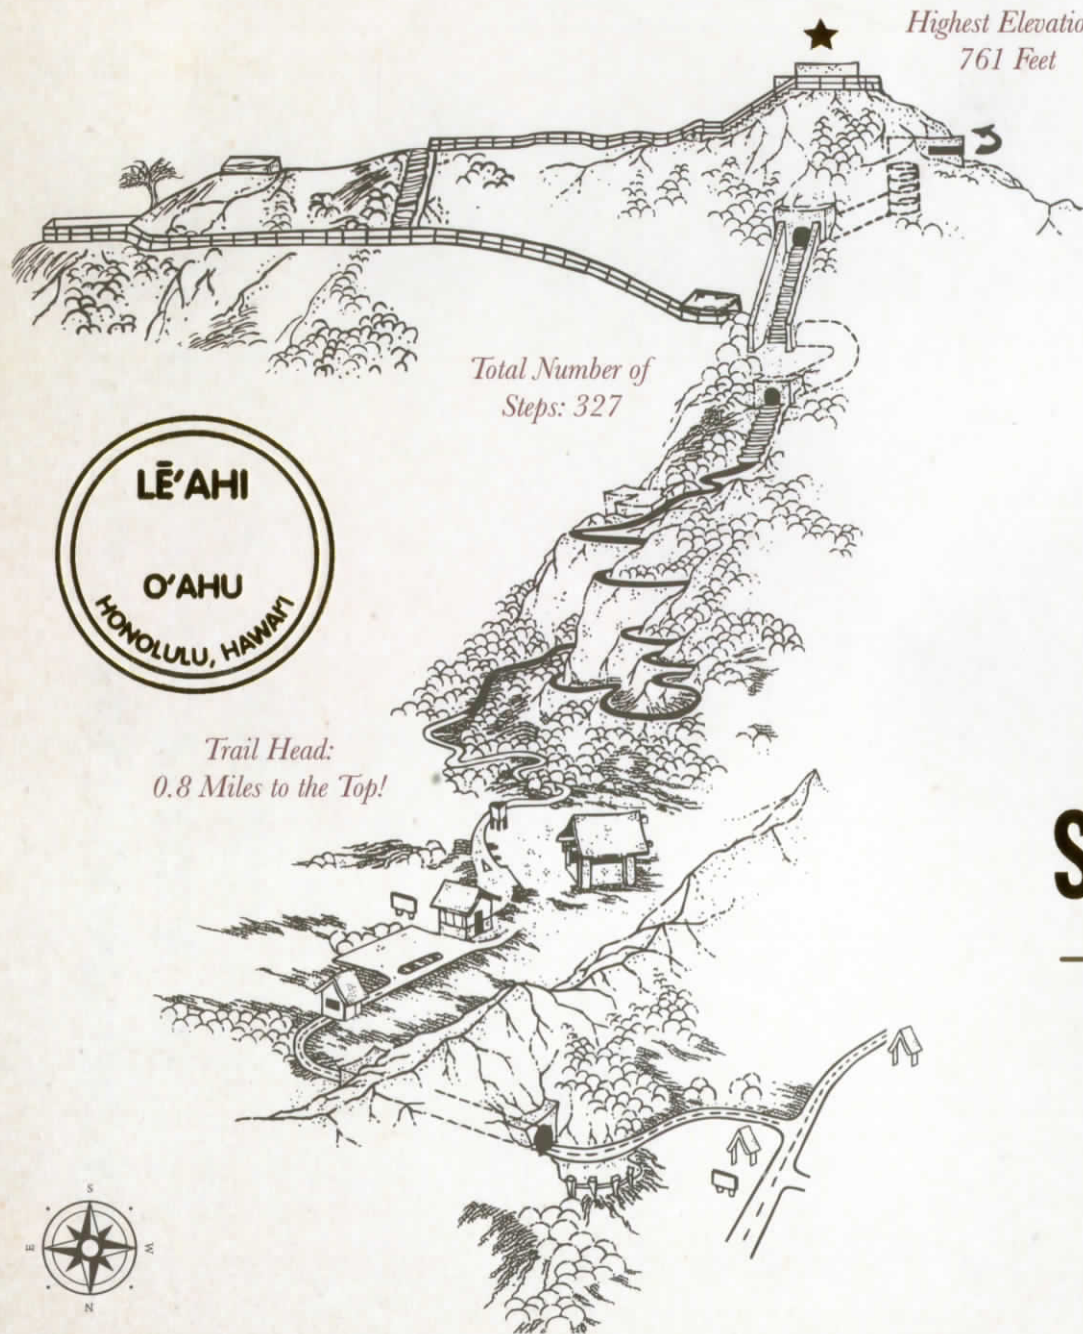 Highest Elevatio
761 Feet
Total Number of
Steps: 327
LĒ'AHI
O'AHU
HONOLULU, HAWAI'I
Trail Head:
0.8 Miles to the Top!
S
S
E
W
N